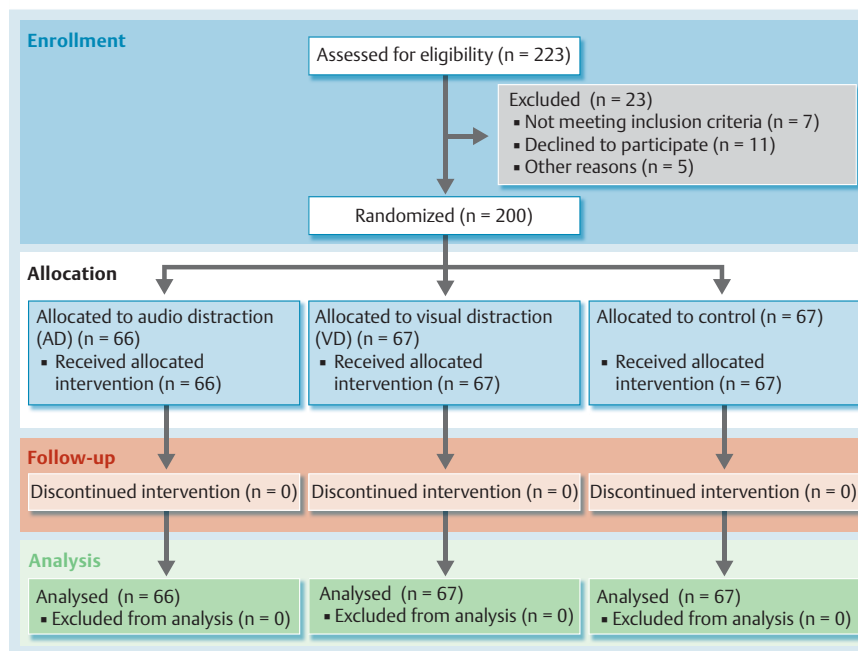 Enrollment
Assessed for eligibility (n = 223)
Excluded (n = 23)
▪ Not meeting inclusion criteria (n = 7)
▪ Declined to participate (n = 11)
▪ Other reasons (n = 5)
Randomized (n = 200)
Allocation
Allocated to audio distraction
(AD) (n = 66)
▪ Received allocated
intervention (n = 66)
Allocated to visual distraction
(VD) (n = 67)
▪ Received allocated
intervention (n = 67)
Allocated to control (n = 67)
▪ Received allocated
intervention (n = 67)
Follow-up
Discontinued intervention (n = 0)
Discontinued intervention (n = 0)
Discontinued intervention (n = 0)
Analysis
Analysed (n = 66)
▪ Excluded from analysis (n = 0)
Analysed (n = 67)
▪ Excluded from analysis (n = 0)
Analysed (n = 67)
▪ Excluded from analysis (n = 0)